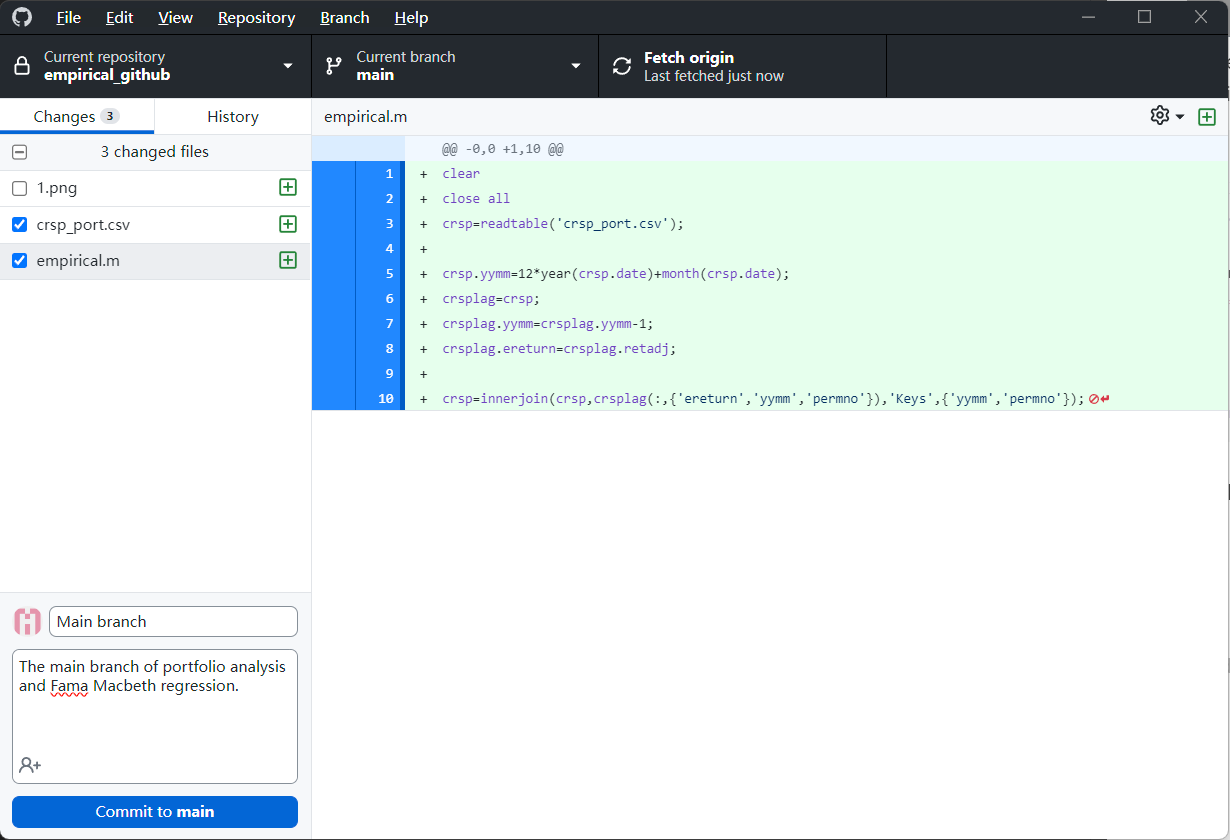 File Edit View Repository Branch Help
Current repository
empirical_github
Current branch
main
Fetch origin
Last fetched just now
Changes 3
History
3 changed files
1.png
crsp_port.csv
empirical.m
empirical.m
@@ -0,0 +1,10 @@
1 + clear
2 + close all
3 + crsp=readtable('crsp_port.csv');
4 +
5 + crsp.yymm=12*year(crsp.date)+month(crsp.date);
6 + crsplag=crsp;
7 + crsplag.yymm=crsplag.yymm-1;
8 + crsplag.ereturn=crsplag.retadj;
9 +
10 + crsp=innerjoin(crsp,crsplag(:,{'ereturn','yymm','permno'}),'Keys',{'yymm','permno'});
Main branch
The main branch of portfolio analysis
and Fama Macbeth regression.
Commit to main